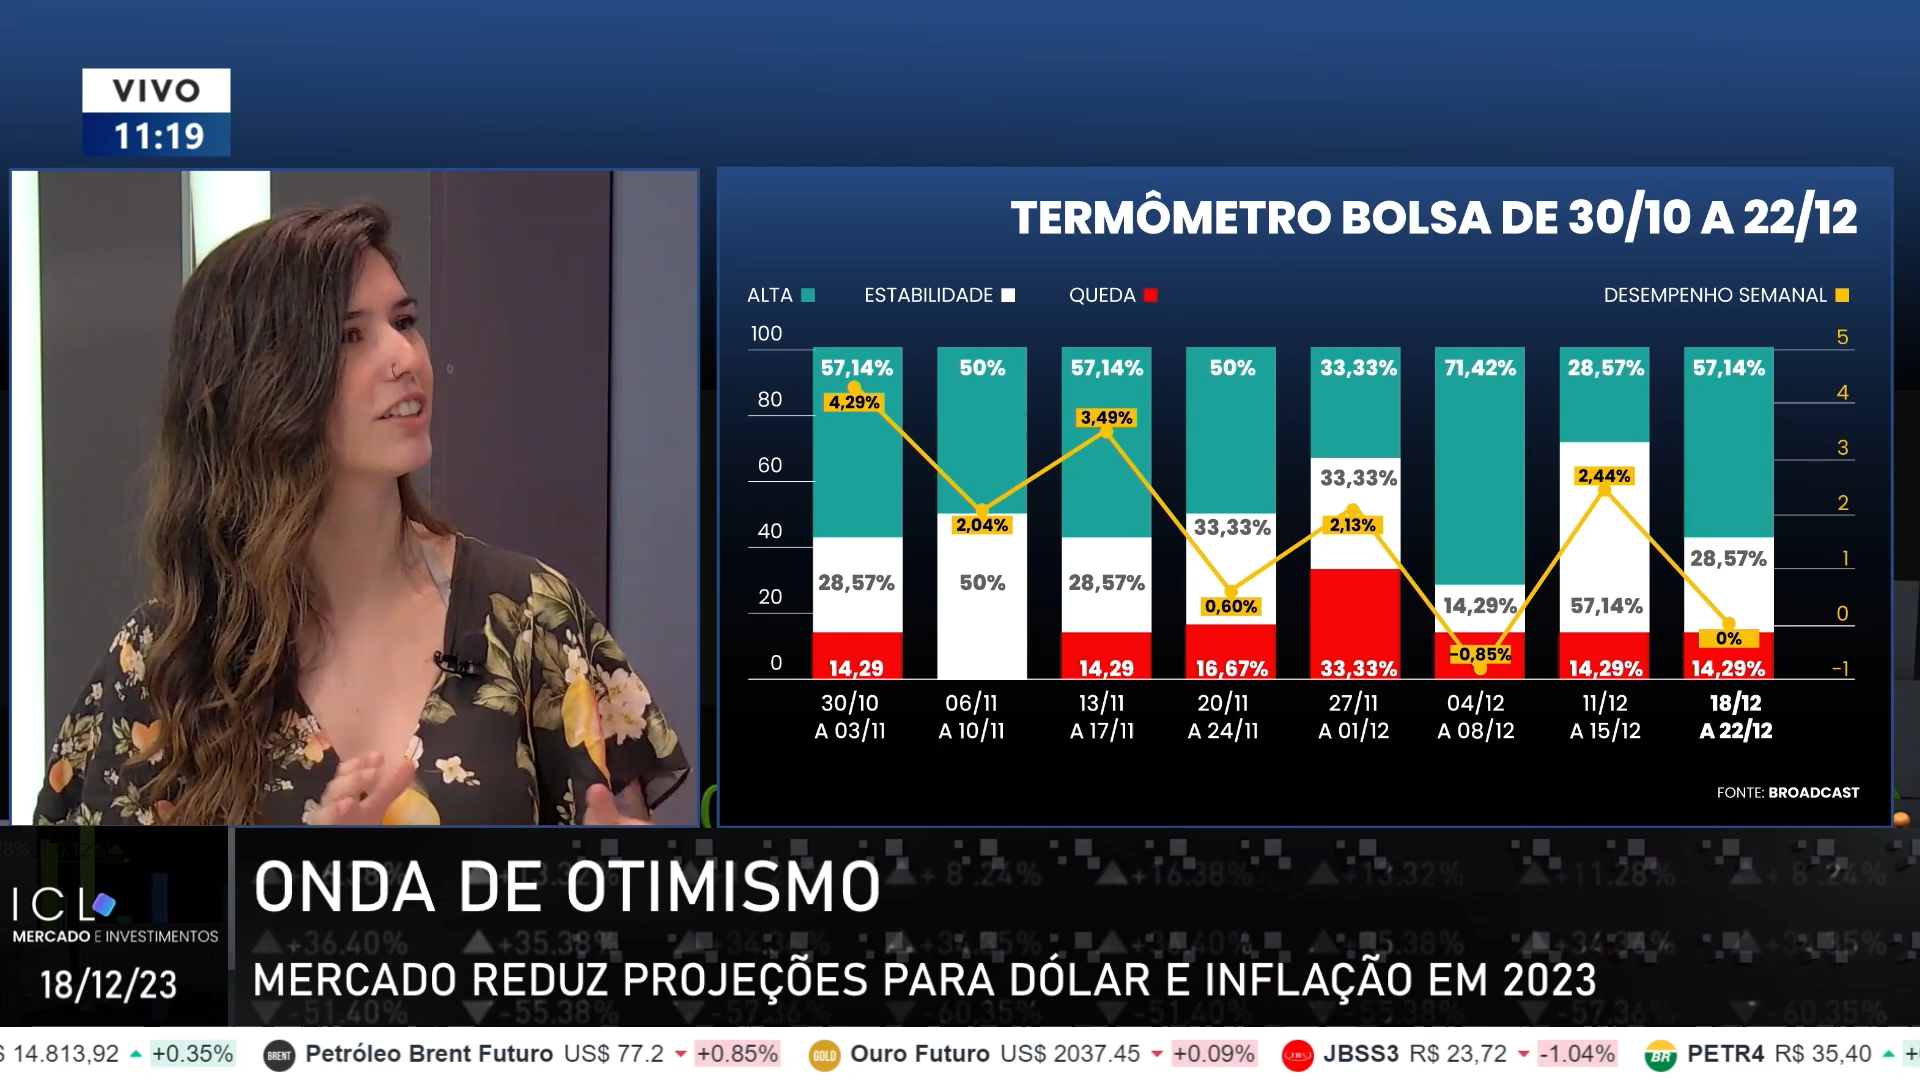 VIVO
11:19
TERMÔMETRO BOLSA DE 30/10 A 22/12
ALTA ESTABILIDADE QUEDA DESEMPENHO SEMANAL
100 80 60 40 20 0
5 4 3 2 1 0 -1
57,14% 50% 57,14% 50% 33,33% 71,42% 28,57% 57,14%
4,29% 2,04% 3,49% 0,60% 2,13% -0,85% 2,44% 0%
28,57% 50% 28,57% 33,33% 33,33% 14,29% 57,14% 28,57%
14,29 14,29 16,67% 33,33% 14,29% 14,29% 14,29%
30/10 06/11 13/11 20/11 27/11 04/12 11/12 18/12
A 03/11 A 10/11 A 17/11 A 24/11 A 01/12 A 08/12 A 15/12 A 22/12
FONTE: BROADCAST
ICL
MERCADO E INVESTIMENTOS
18/12/23
ONDA DE OTIMISMO
MERCADO REDUZ PROJEÇÕES PARA DÓLAR E INFLAÇÃO EM 2023
14.813,92 +0.35% BRENT Petróleo Brent Futuro US$ 77.2 +0.85% GOLD Ouro Futuro US$ 2037.45 +0.09% JBS JBSS3 R$ 23,72 -1.04% BR PETR4 R$ 35,40